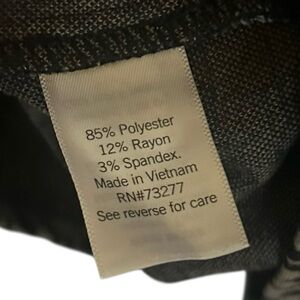 85% Polyester
12% Rayon
3% Spandex.
Made in Vietnam
RN#73277
See reverse for care